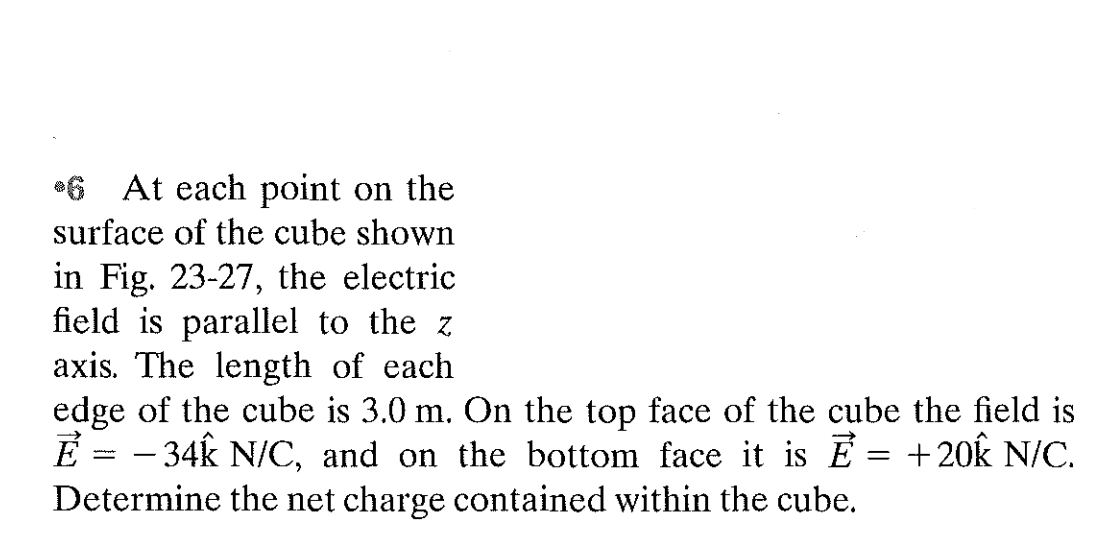 •6 At each point on the
surface of the cube shown
in Fig. 23-27, the electric
field is parallel to the z
axis. The length of each
edge of the cube is 3.0 m. On the top face of the cube the field is
E⃗ = −34k̂ N/C, and on the bottom face it is E⃗ = +20k̂ N/C.
Determine the net charge contained within the cube.